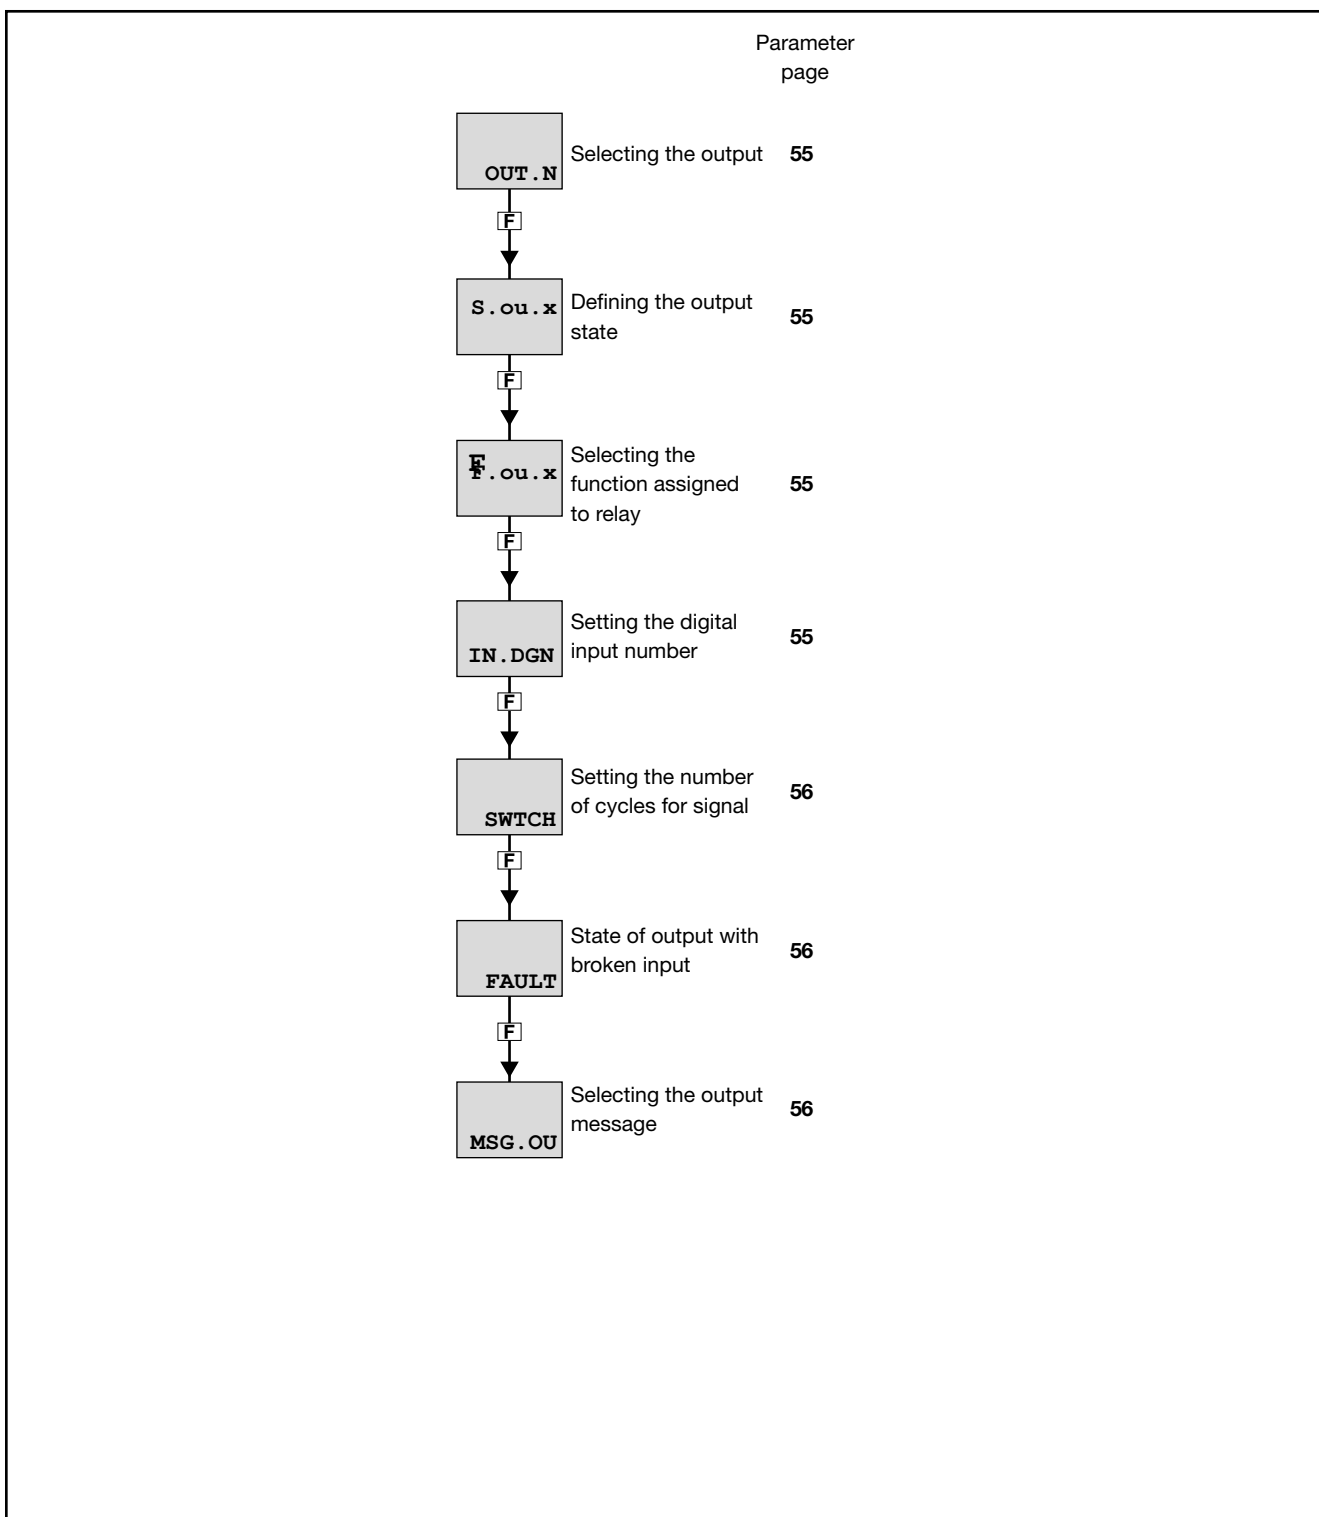 Parameter
page
OUT.N
Selecting the output 55
F
S.ou.x
Defining the output
state
55
F
F.ou.x
Selecting the
function assigned
to relay
55
F
IN.DGN
Setting the digital
input number
55
F
SWTCH
Setting the number
of cycles for signal
56
F
FAULT
State of output with
broken input
56
F
MSG.OU
Selecting the output
message
56